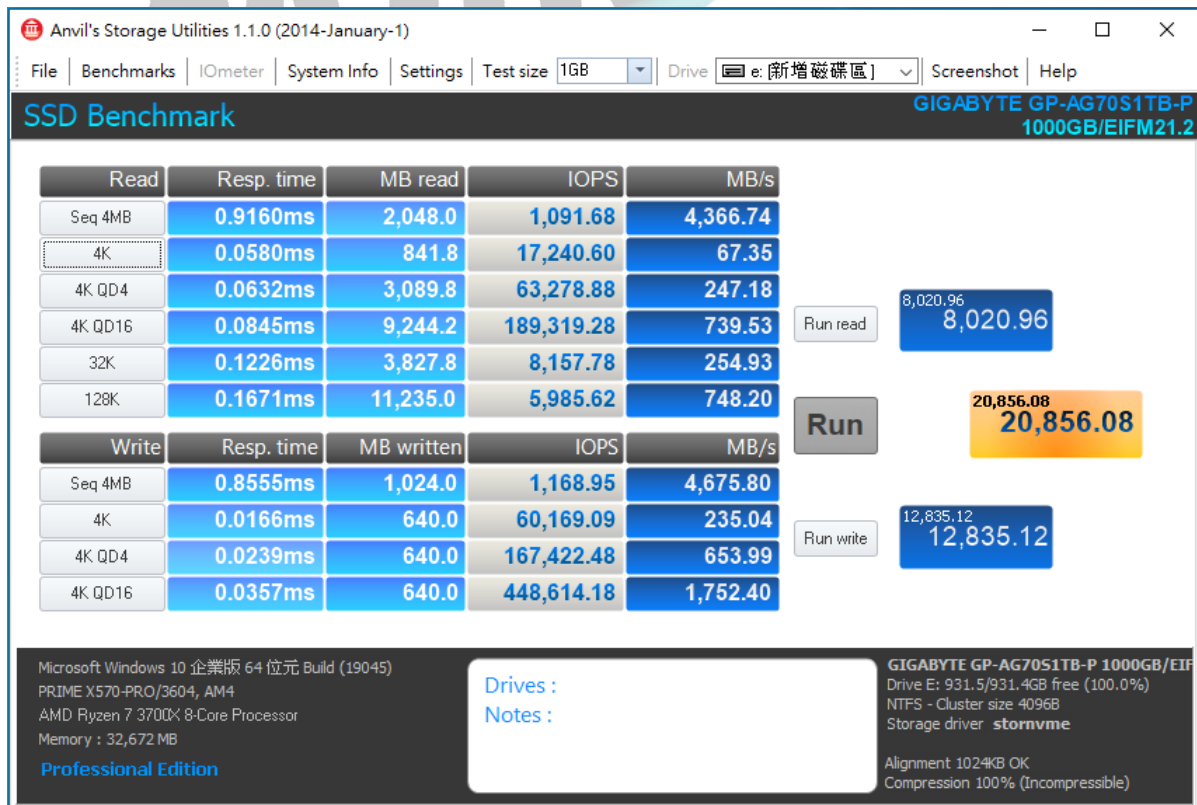 Anvil's Storage Utilities 1.1.0 (2014-January-1)
File Benchmarks IOmeter System Info Settings Test size 1GB Drive e: [新增磁碟區] Screenshot Help
SSD Benchmark
GIGABYTE GP-AG70S1TB-P
1000GB/EIFM21.2
Read Resp. time MB read IOPS MB/s
Seq 4MB 0.9160ms 2,048.0 1,091.68 4,366.74
4K 0.0580ms 841.8 17,240.60 67.35
4K QD4 0.0632ms 3,089.8 63,278.88 247.18
4K QD16 0.0845ms 9,244.2 189,319.28 739.53
32K 0.1226ms 3,827.8 8,157.78 254.93
128K 0.1671ms 11,235.0 5,985.62 748.20
Run read
8,020.96
8,020.96
Run
20,856.08
20,856.08
Write Resp. time MB written IOPS MB/s
Seq 4MB 0.8555ms 1,024.0 1,168.95 4,675.80
4K 0.0166ms 640.0 60,169.09 235.04
4K QD4 0.0239ms 640.0 167,422.48 653.99
4K QD16 0.0357ms 640.0 448,614.18 1,752.40
Run write
12,835.12
12,835.12
Microsoft Windows 10 企業版 64 位元 Build (19045)
PRIME X570-PRO/3604, AM4
AMD Ryzen 7 3700X 8-Core Processor
Memory : 32,672 MB
Professional Edition
Drives :
Notes :
GIGABYTE GP-AG70S1TB-P 1000GB/EIF
Drive E: 931.5/931.4GB free (100.0%)
NTFS - Cluster size 4096B
Storage driver stornvme
Alignment 1024KB OK
Compression 100% (Incompressible)